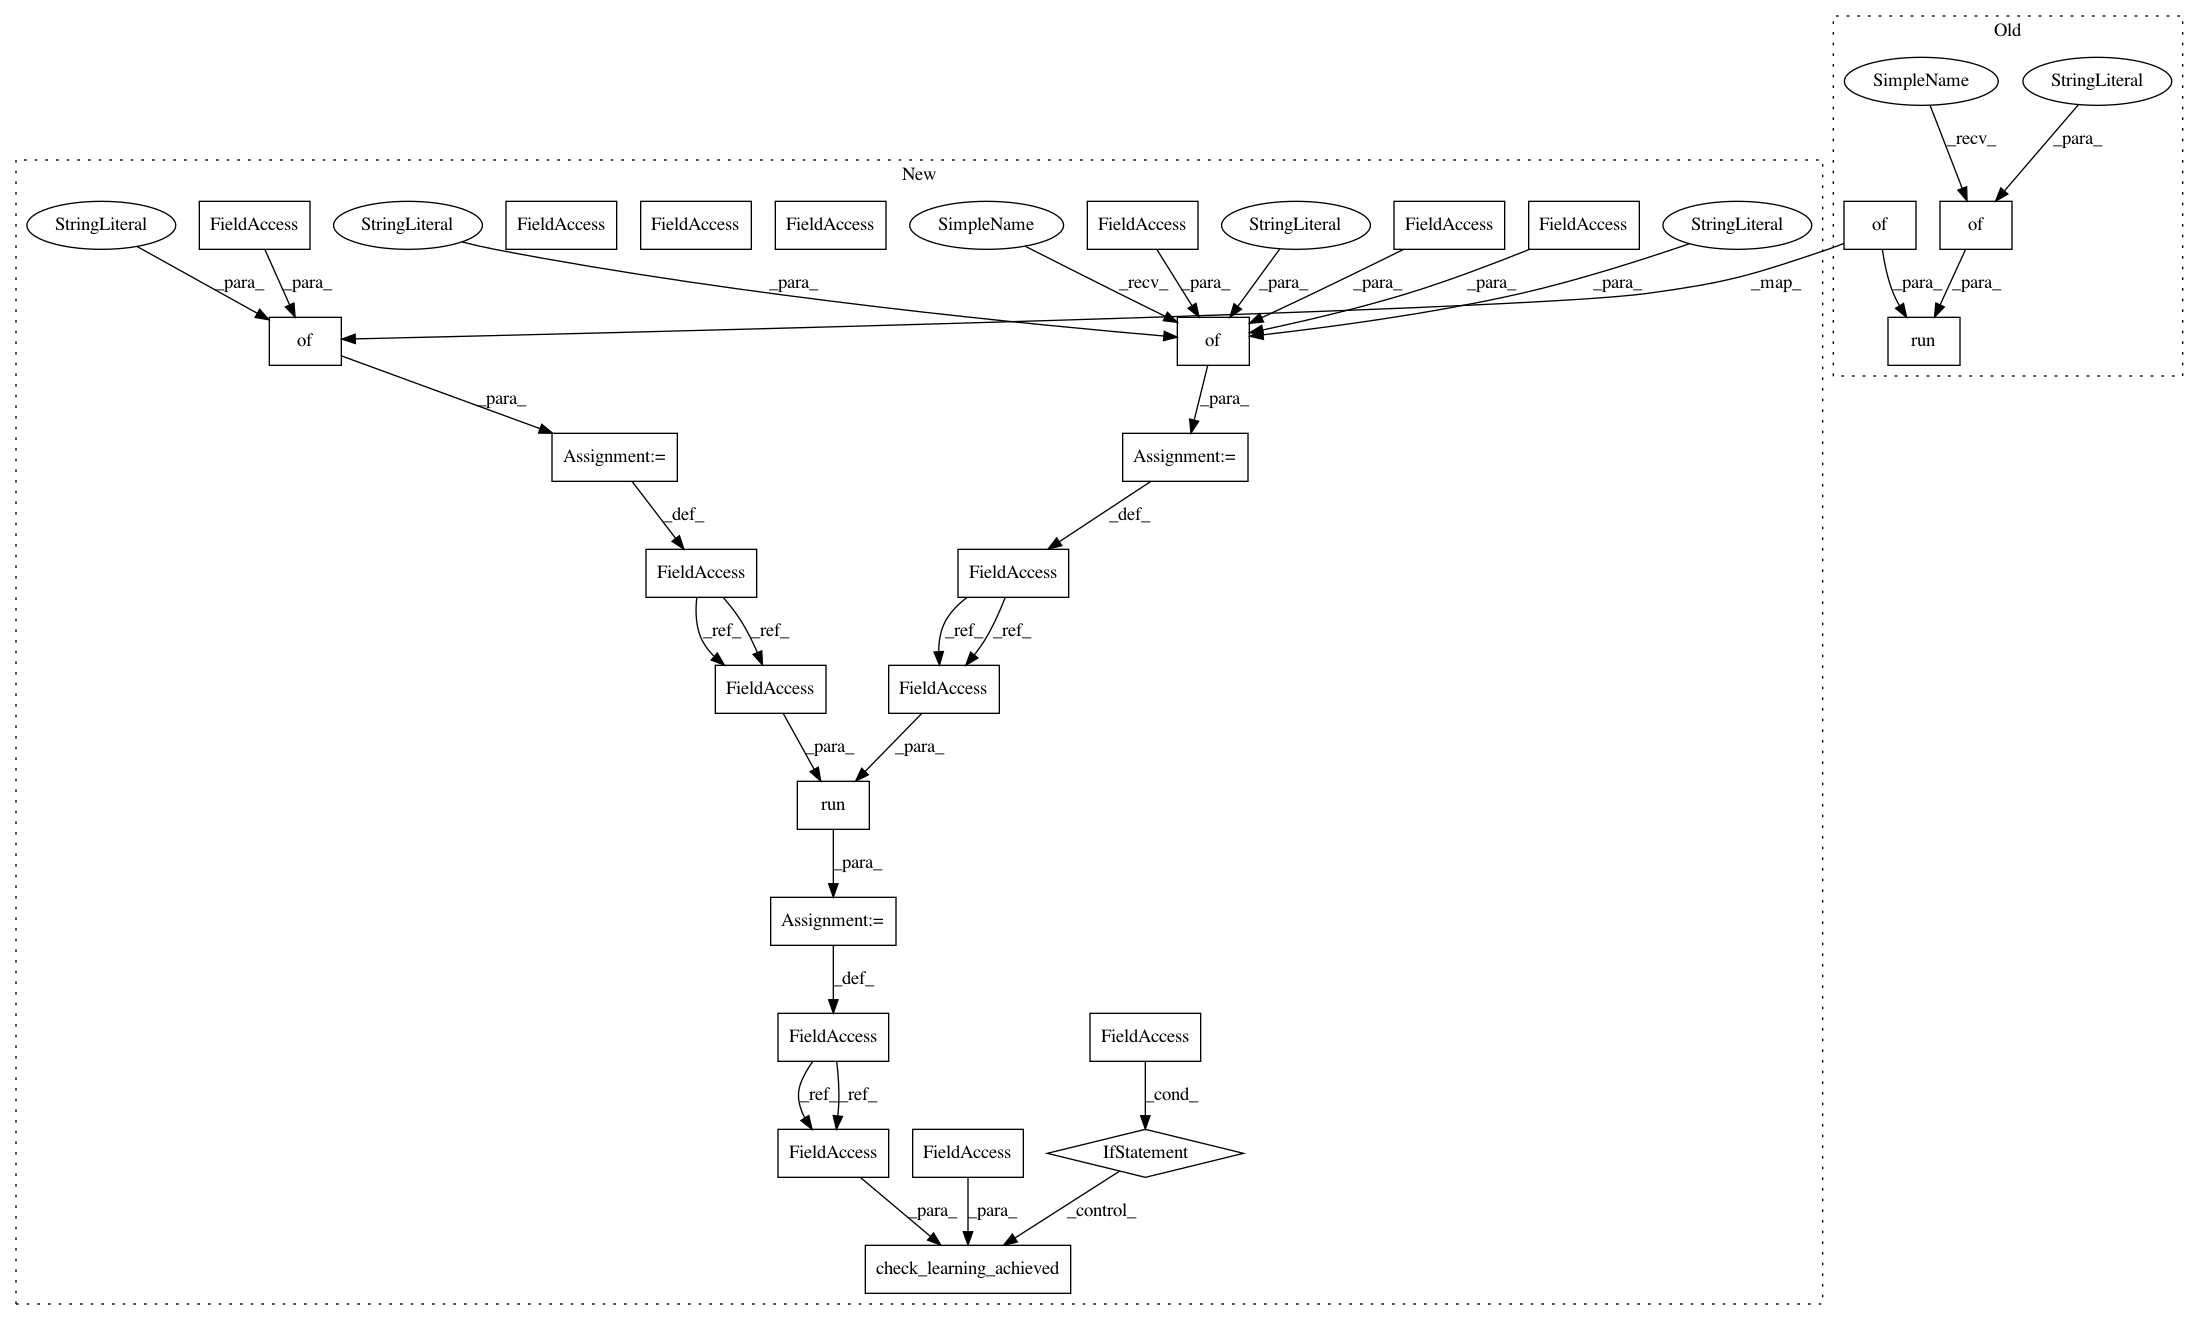 Old
SimpleName
StringLiteral
_recv_
_para_
New
StringLiteral
FieldAccess
StringLiteral
FieldAccess
FieldAccess
FieldAccess
SimpleName
FieldAccess
StringLiteral
FieldAccess
FieldAccess
StringLiteral
of
of
_para_
_para_
_para_
_recv_
_para_
_para_
_para_
_para_
_para_
_map_
_para_
_para_
of
of
run
_para_
_para_
Assignment:=
Assignment:=
_def_
_def_
FieldAccess
FieldAccess
_ref_
_ref_
_ref_
_ref_
FieldAccess
FieldAccess
_para_
_para_
run
_para_
Assignment:=
_def_
FieldAccess
FieldAccess
_ref_
_ref_
_cond_
FieldAccess
FieldAccess
IfStatement
_para_
_para_
_control_
check_learning_achieved